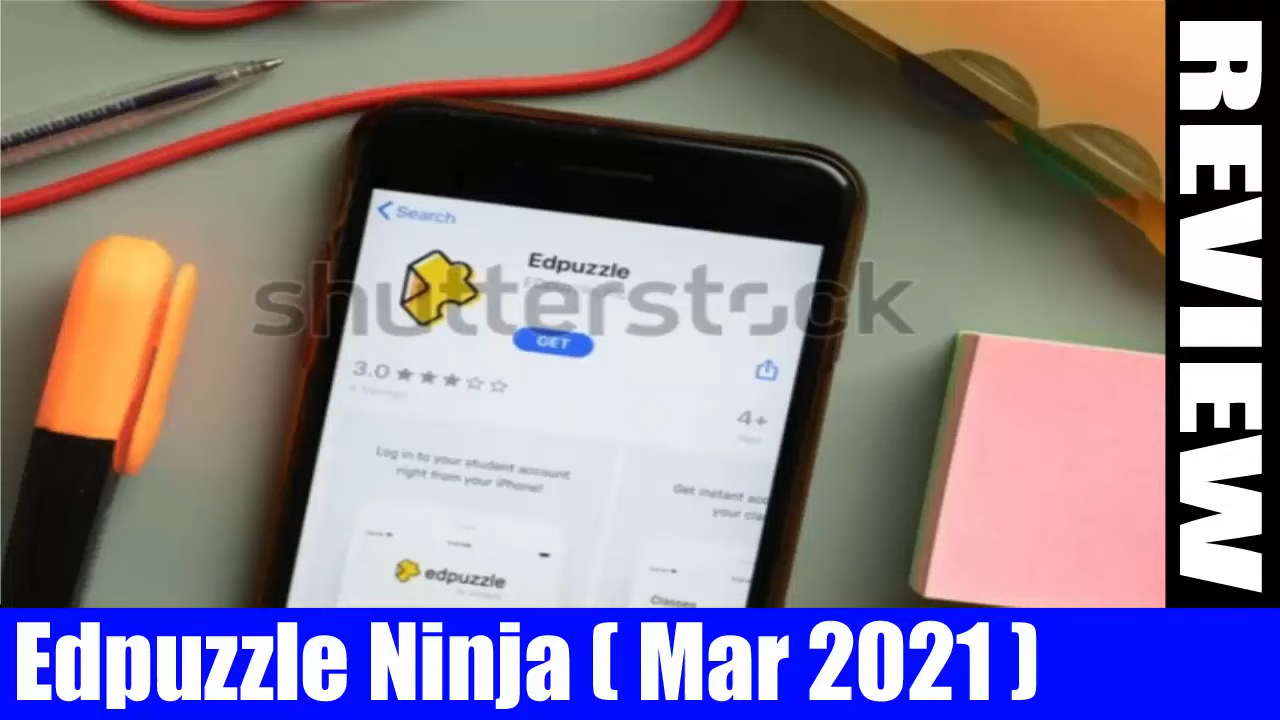 REVIEW
Search
Edpuzzle
shutterstock
GET
3.0
4+
Log in to your student account
right from your iPhone!
Get instant acc
your cla
edpuzzle
Classes
Edpuzzle Ninja ( Mar 2021 )